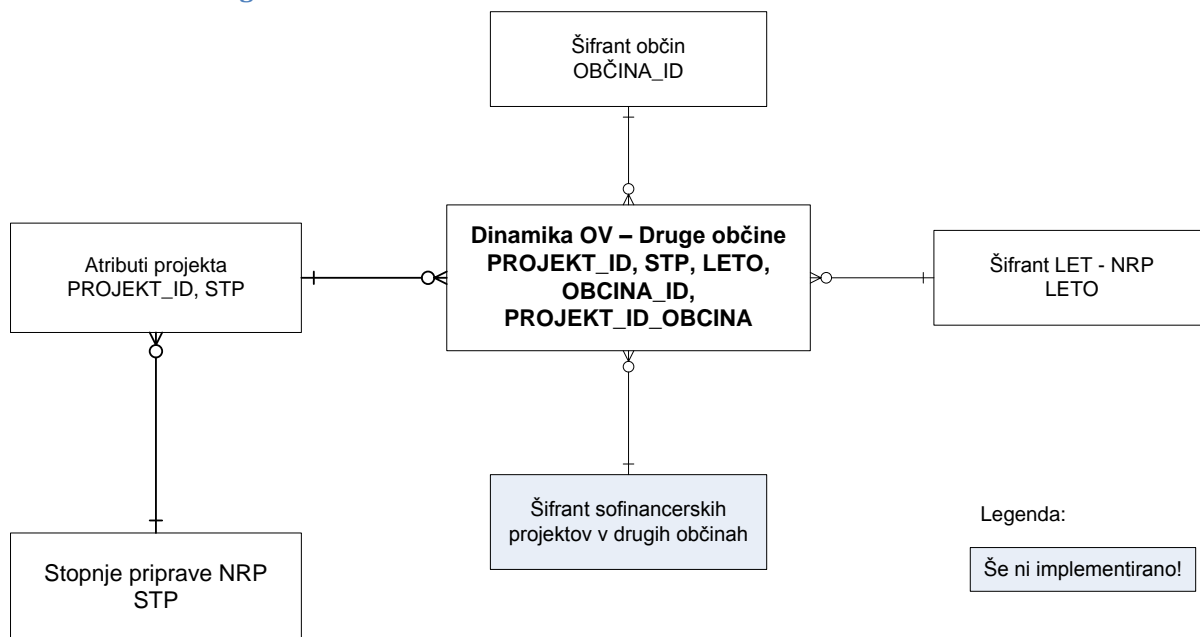 Šifrant občin
OBČINA_ID
Atributi projekta
PROJEKT_ID, STP
Dinamika OV – Druge občine
PROJEKT_ID, STP, LETO,
OBCINA_ID,
PROJEKT_ID_OBCINA
Šifrant LET - NRP
LETO
Šifrant sofinancerskih
projektov v drugih občinah
Legenda:
Še ni implementirano!
Stopnje priprave NRP
STP